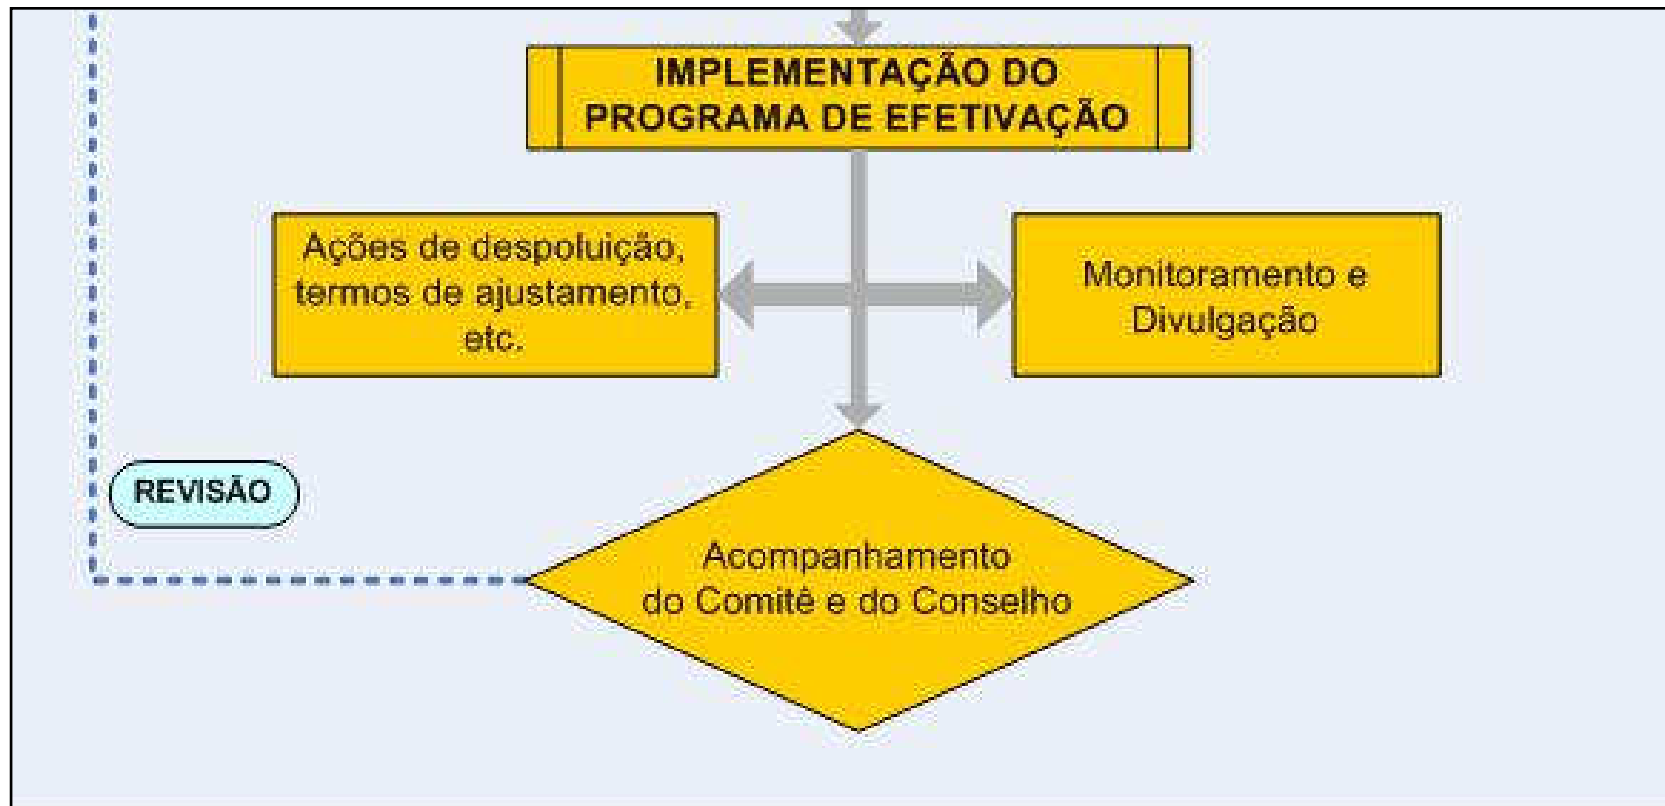 IMPLEMENTAÇÃO DO
PROGRAMA DE EFETIVAÇÃO
Ações de despoluição,
termos de ajustamento,
etc.
Monitoramento e
Divulgação
REVISÃO
Acompanhamento
do Comitê e do Conselho